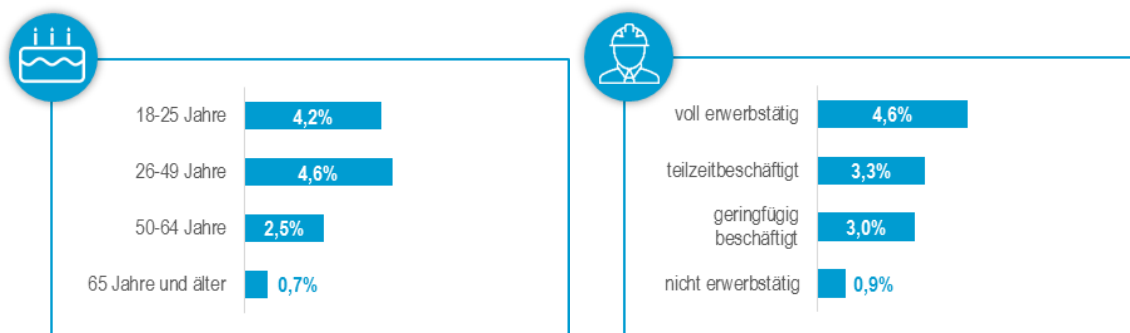 18-25 Jahre 4,2%
26-49 Jahre 4,6%
50-64 Jahre 2,5%
65 Jahre und älter 0,7%
voll erwerbstätig 4,6%
teilzeitbeschäftigt 3,3%
geringfügig
beschäftigt 3,0%
nicht erwerbstätig 0,9%